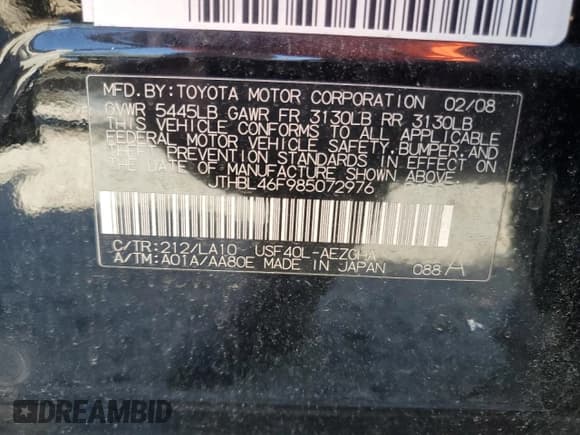 MFD. BY: TOYOTA MOTOR CORPORATION 02/08
GVWR 5445LB GAWR FR 3130LB RR 3130LB
THIS VEHICLE CONFORMS TO ALL APPLICABLE
FEDERAL MOTOR VEHICLE SAFETY, BUMPER, AND
THEFT PREVENTION STANDARDS IN EFFECT ON
THE DATE OF MANUFACTURE SHOWN ABOVE.
JTHBL46F985072976
C/TR: 212/LA10 USF40L-AEZGHA
A/TM: A01A/AA80E MADE IN JAPAN 088A
DREAMBID